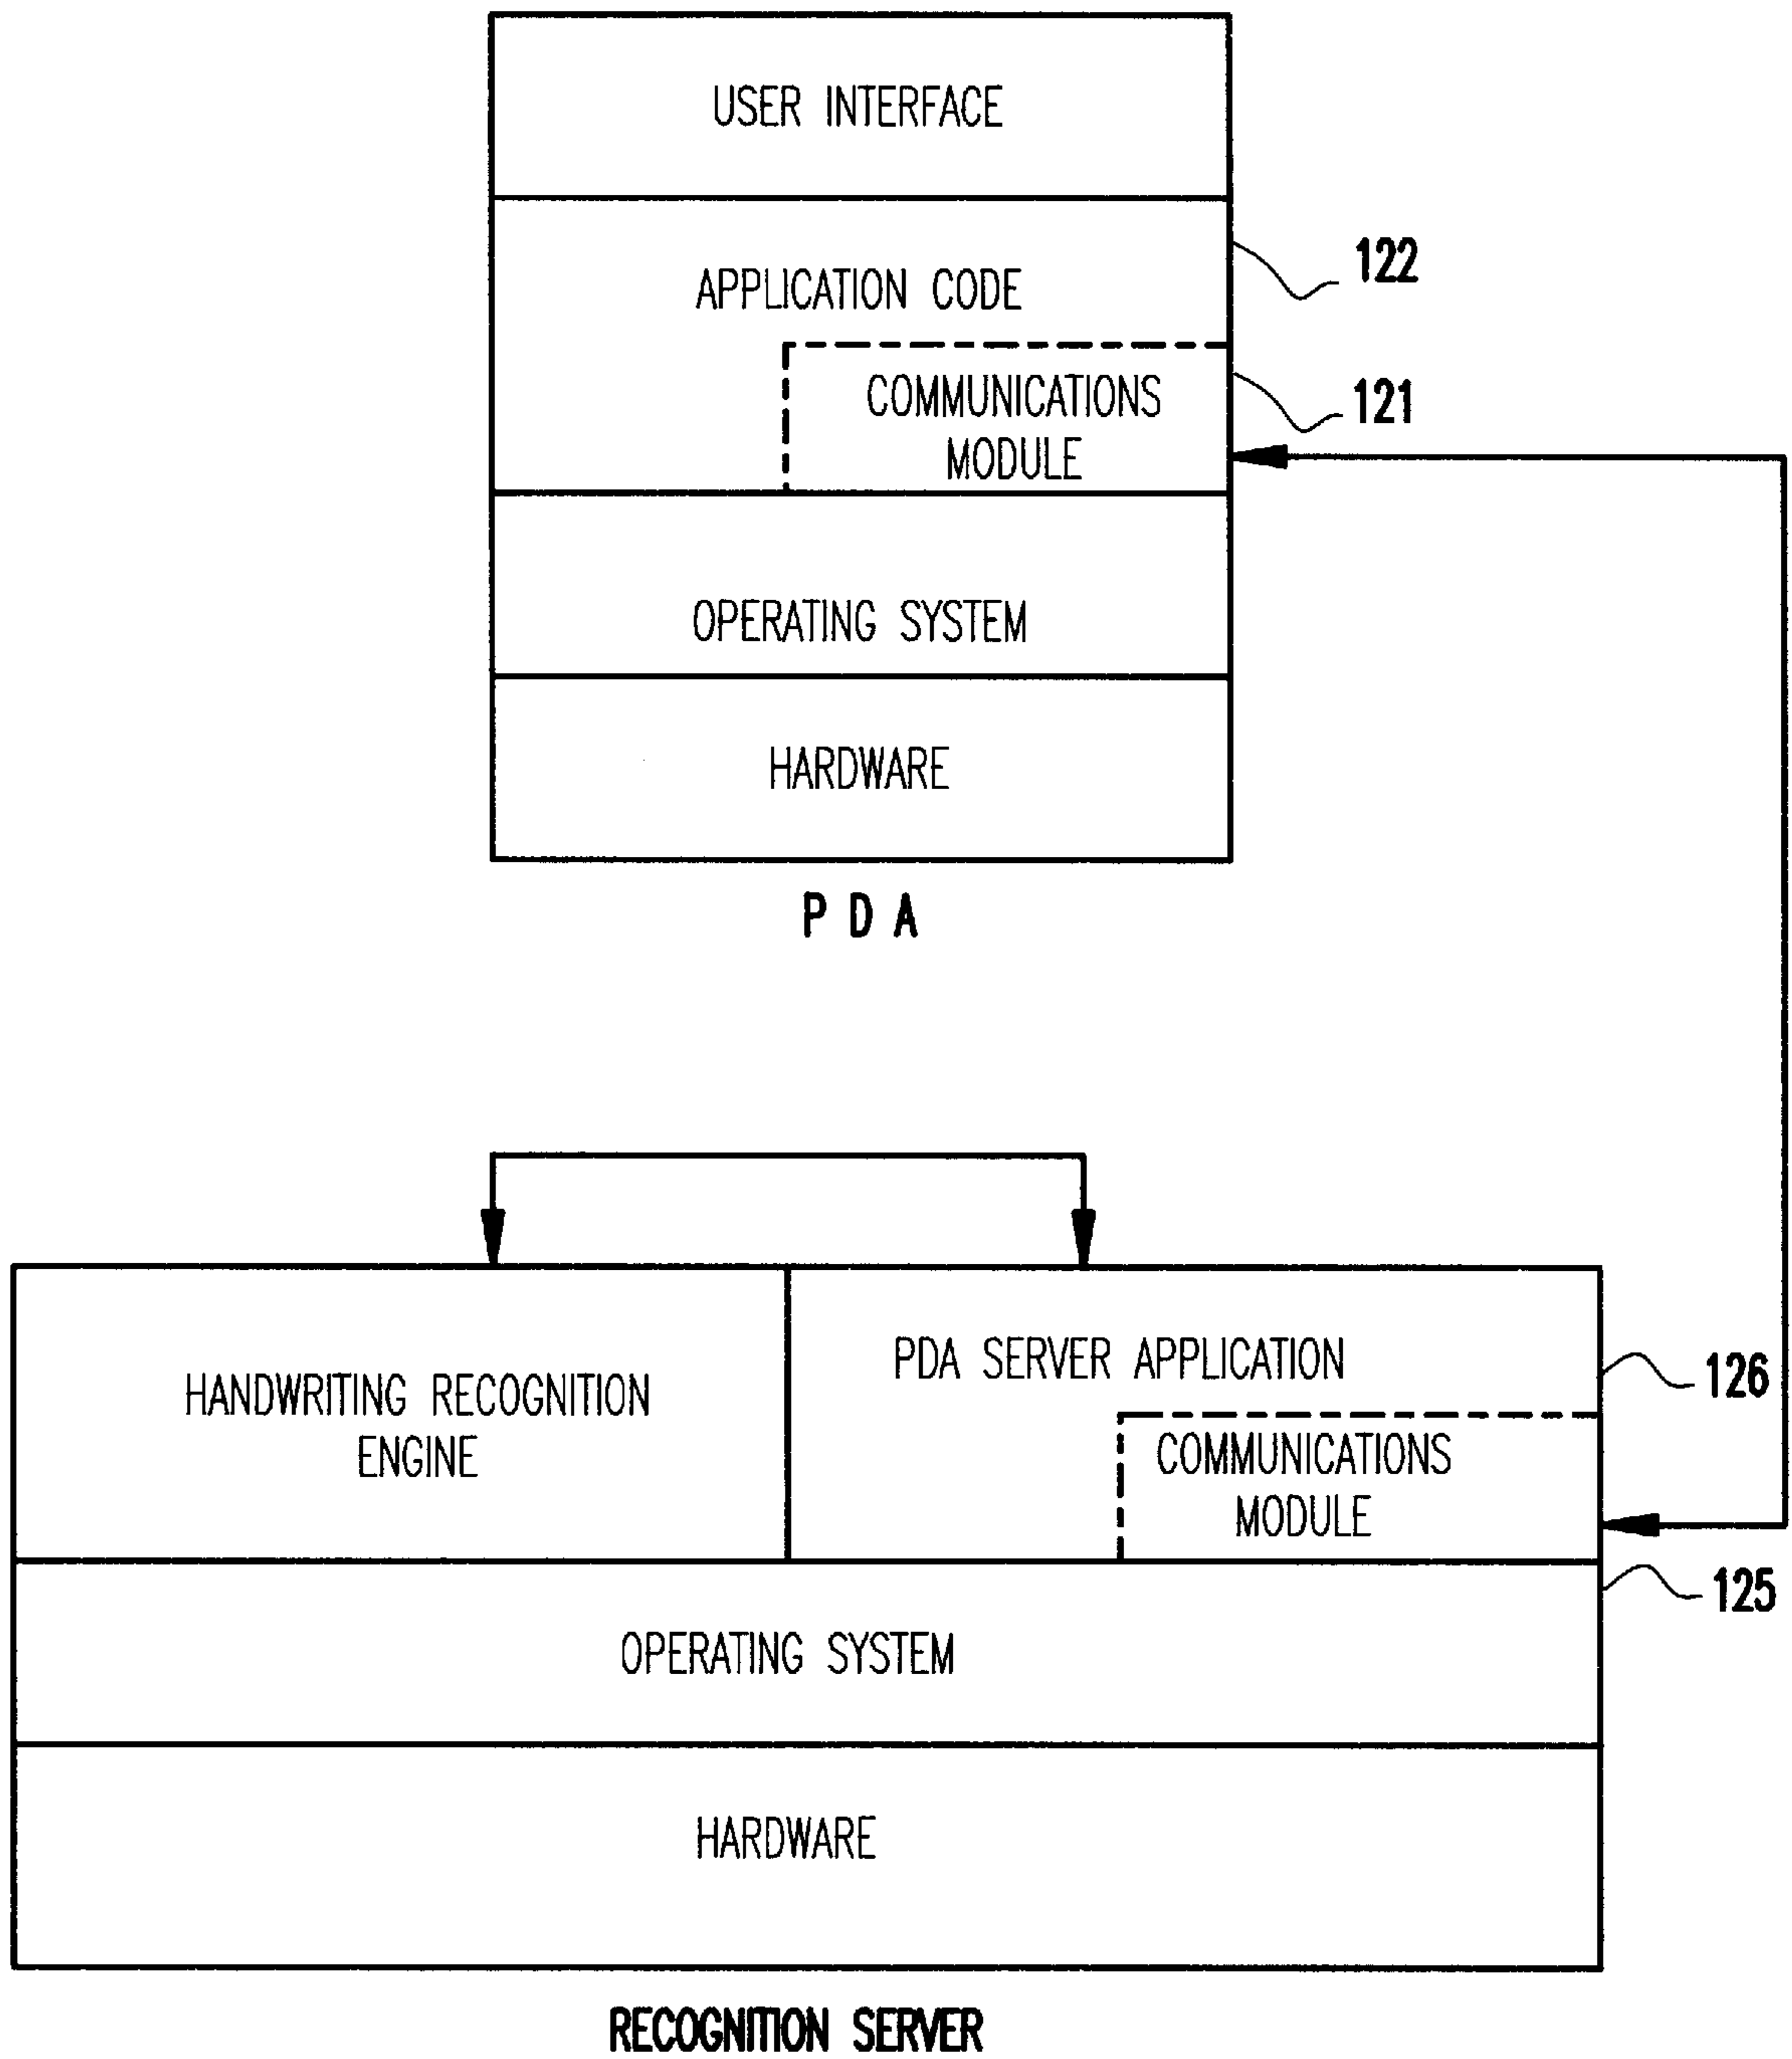 USER INTERFACE
APPLICATION CODE
122
COMMUNICATIONS
MODULE
121
OPERATING SYSTEM
HARDWARE
PDA
HANDWRITING RECOGNITION
ENGINE
PDA SERVER APPLICATION
126
COMMUNICATIONS
MODULE
125
OPERATING SYSTEM
HARDWARE
RECOGNITION SERVER